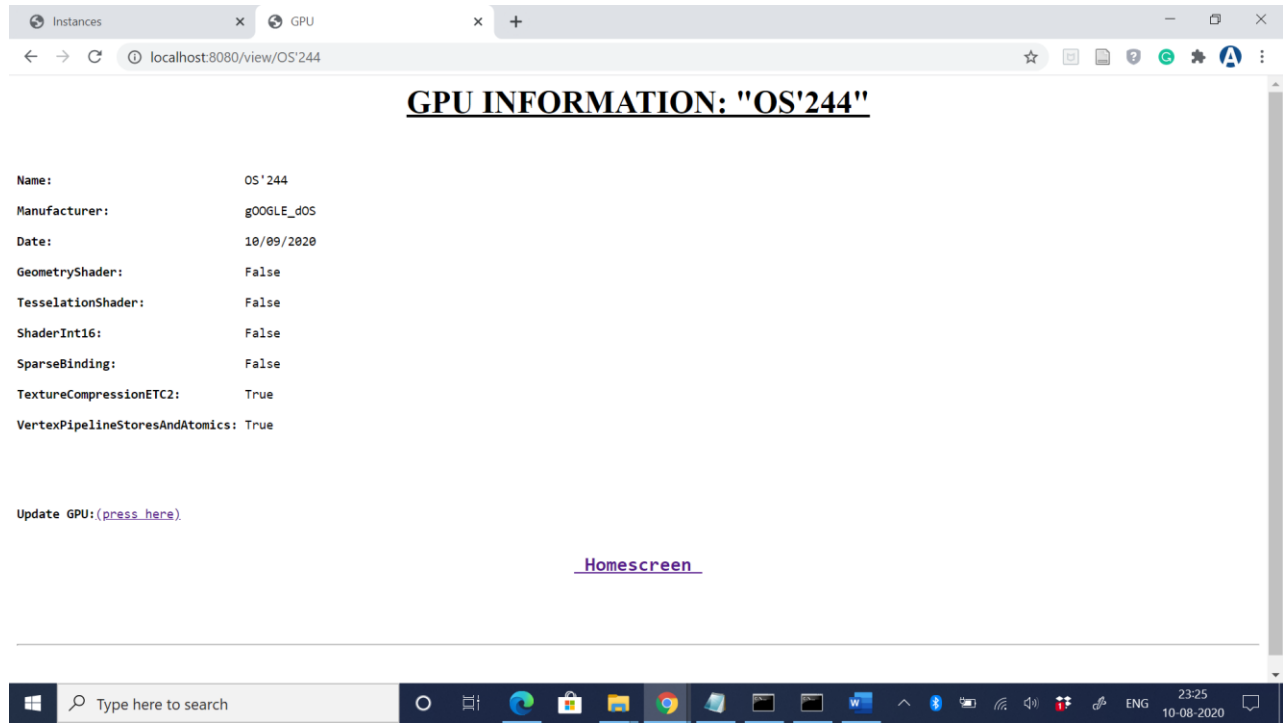 Instances
GPU
localhost:8080/view/OS'244
GPU INFORMATION: "OS'244"
Name: OS'244
Manufacturer: gOOGLE_dOS
Date: 10/09/2020
GeometryShader: False
TesselationShader: False
ShaderInt16: False
SparseBinding: False
TextureCompressionETC2: True
VertexPipelineStoresAndAtomics: True
Update GPU:(press here)
Homescreen
Type here to search
ENG
23:25
10-08-2020